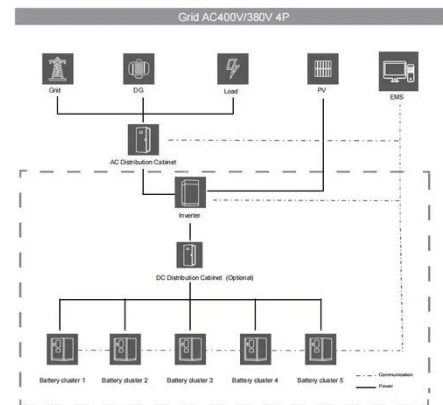 Grid AC400V/380V 4P
Grid
DG
Load
PV
EMS
AC Distribution Cabinet
Inverter
DC Distribution Cabinet (Optional)
Battery cluster 1
Battery cluster 2
Battery cluster 3
Battery cluster 4
Battery cluster 5
Communication
Power